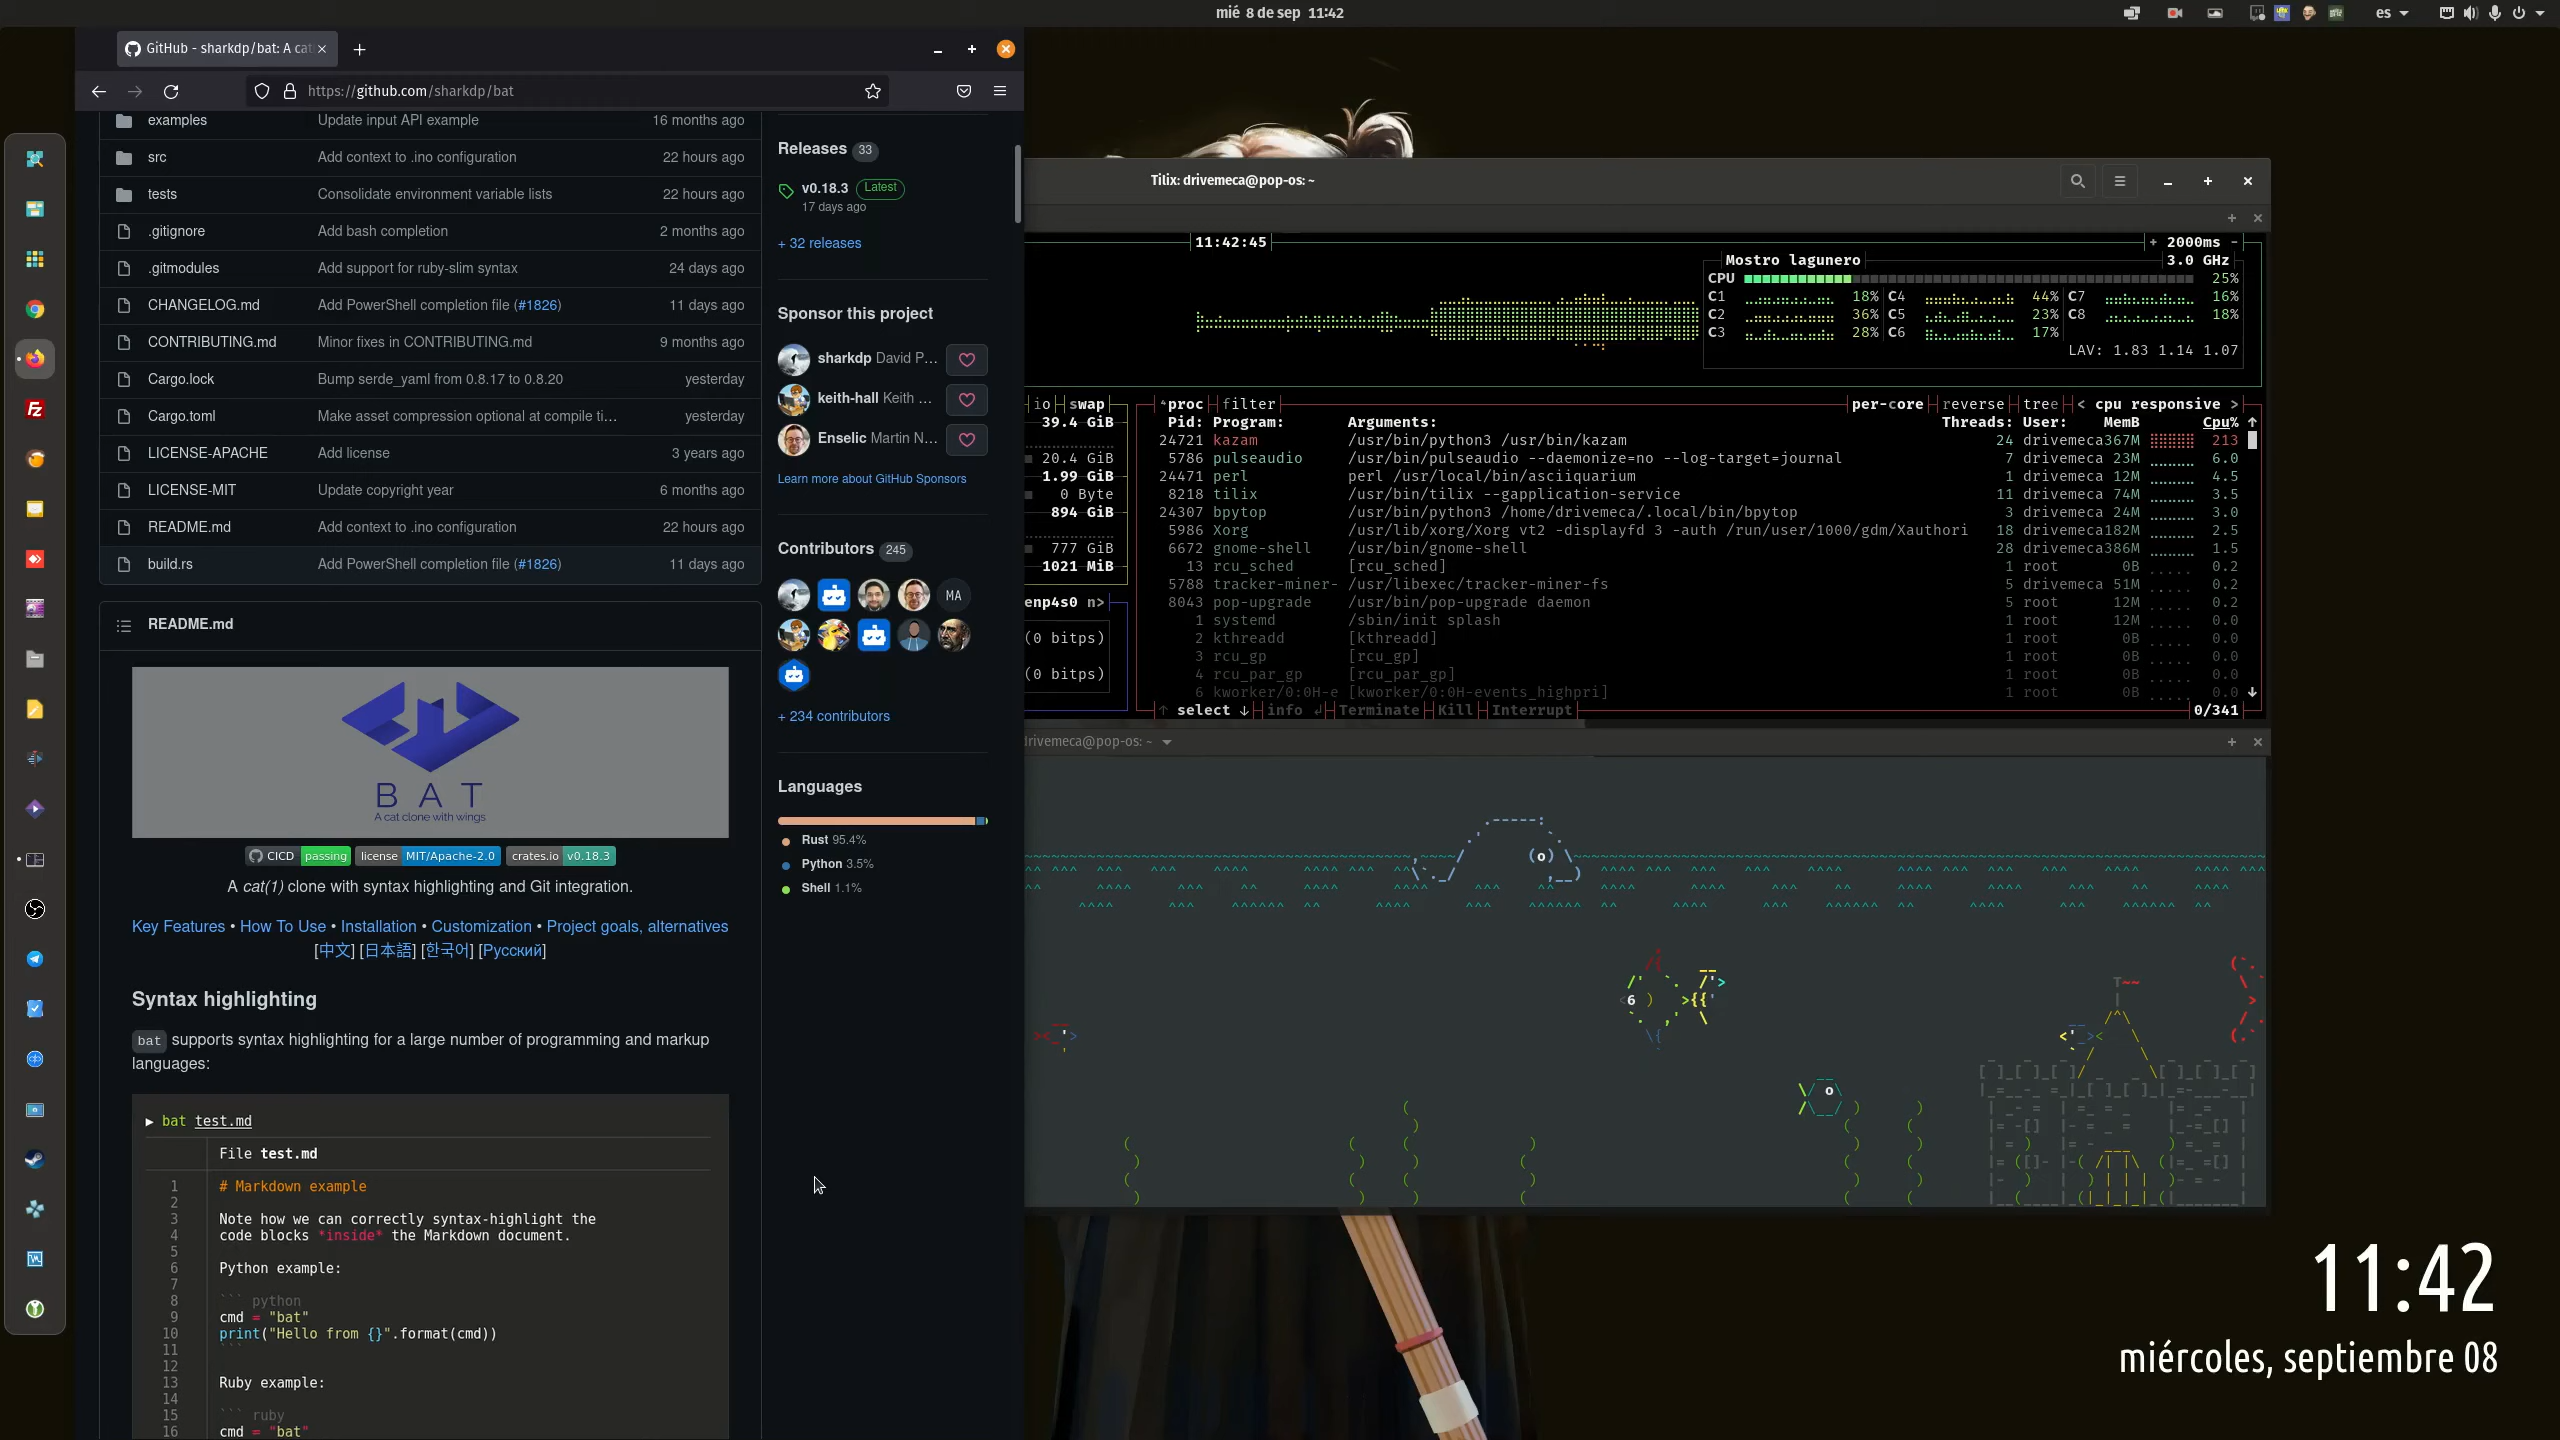 mié 8 de sep 11:42
es
GitHub - sharkdp/bat: A cat
https://github.com/sharkdp/bat
examples Update input API example 16 months ago
src Add context to .ino configuration 22 hours ago
tests Consolidate environment variable lists 22 hours ago
.gitignore Add bash completion 2 months ago
.gitmodules Add support for ruby-slim syntax 24 days ago
CHANGELOG.md Add PowerShell completion file (#1826) 11 days ago
CONTRIBUTING.md Minor fixes in CONTRIBUTING.md 9 months ago
Cargo.lock Bump serde_yaml from 0.8.17 to 0.8.20 yesterday
Cargo.toml Make asset compression optional at compile ti... yesterday
LICENSE-APACHE Add license 3 years ago
LICENSE-MIT Update copyright year 6 months ago
README.md Add context to .ino configuration 22 hours ago
build.rs Add PowerShell completion file (#1826) 11 days ago
README.md
BAT
A cat clone with wings
CICD passing license MIT/Apache-2.0 crates.io v0.18.3
A cat(1) clone with syntax highlighting and Git integration.
Key Features • How To Use • Installation • Customization • Project goals, alternatives
[中文] [日本語] [한국어] [Русский]
Syntax highlighting
bat supports syntax highlighting for a large number of programming and markup
languages:
▶ bat test.md
File test.md
1 # Markdown example
2
3 Note how we can correctly syntax-highlight the
4 code blocks *inside* the Markdown document.
5
6 Python example:
7
8 ``` python
9 cmd = "bat"
10 print("Hello from {}".format(cmd))
11 ```
12
13 Ruby example:
14
15 ``` ruby
16 cmd = "bat"
Releases 33
v0.18.3 Latest
17 days ago
+ 32 releases
Sponsor this project
sharkdp David P...
keith-hall Keith ...
Enselic Martin N...
Learn more about GitHub Sponsors
Contributors 245
MA
+ 234 contributors
Languages
Rust 95.4%
Python 3.5%
Shell 1.1%
Tilix: drivemeca@pop-os: ~
11:42:45 + 2000ms -
Mostro lagunero 3.0 GHz
CPU 25%
C1 18% C4 44% C7 16%
C2 36% C5 23% C8 18%
C3 28% C6 17%
LAV: 1.83 1.14 1.07
io swap
39.4 GiB
20.4 GiB
1.99 GiB
0 Byte
894 GiB
777 GiB
1021 MiB
enp4s0 n>
(0 bitps)
(0 bitps)
⁴proc filter per-core reverse tree < cpu responsive >
Pid: Program: Arguments: Threads: User: MemB Cpu% ↑
24721 kazam /usr/bin/python3 /usr/bin/kazam 24 drivemeca367M 213
5786 pulseaudio /usr/bin/pulseaudio --daemonize=no --log-target=journal 7 drivemeca 23M 6.0
24471 perl perl /usr/local/bin/asciiquarium 1 drivemeca 12M 4.5
8218 tilix /usr/bin/tilix --gapplication-service 11 drivemeca 74M 3.5
24307 bpytop /usr/bin/python3 /home/drivemeca/.local/bin/bpytop 3 drivemeca 24M 3.0
5986 Xorg /usr/lib/xorg/Xorg vt2 -displayfd 3 -auth /run/user/1000/gdm/Xauthori 18 drivemeca182M 2.5
6672 gnome-shell /usr/bin/gnome-shell 28 drivemeca386M 1.5
13 rcu_sched [rcu_sched] 1 root 0B 0.2
5788 tracker-miner- /usr/libexec/tracker-miner-fs 5 drivemeca 51M 0.2
8043 pop-upgrade /usr/bin/pop-upgrade daemon 5 root 12M 0.2
1 systemd /sbin/init splash 1 root 12M 0.0
2 kthreadd [kthreadd] 1 root 0B 0.0
3 rcu_gp [rcu_gp] 1 root 0B 0.0
4 rcu_par_gp [rcu_par_gp] 1 root 0B 0.0
6 kworker/0:0H-e [kworker/0:0H-events_highpri] 1 root 0B 0.0 ↓
↑ select ↓ info ↲ Terminate Kill Interrupt 0/341
drivemeca@pop-os: ~
11:42
miércoles, septiembre 08